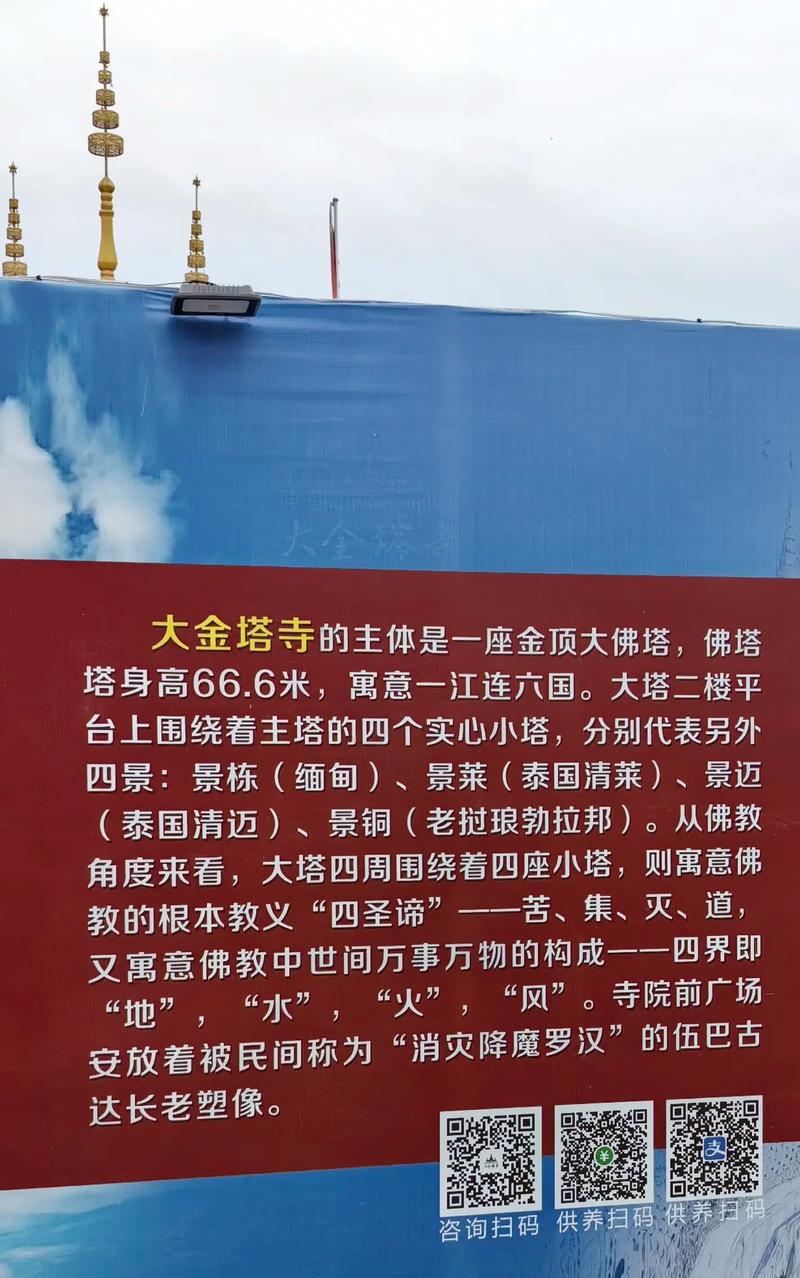 大金塔寺
大金塔寺的主体是一座金顶大佛塔，佛塔
塔身高66.6米，寓意一江连六国。大塔二楼平
台上围绕着主塔的四个实心小塔，分别代表另外
四景：景栋（缅甸）、景莱（泰国清莱）、景迈
（泰国清迈）、景铜（老挝琅勃拉邦）。从佛教
角度来看，大塔四周围绕着四座小塔，则寓意佛
教的根本教义“四圣谛”——苦、集、灭、道，
又寓意佛教中世间万事万物的构成——四界即
“地”，“水”，“火”，“风”。寺院前广场
安放着被民间称为“消灾降魔罗汉”的伍巴古
达长老塑像。
咨询扫码 供养扫码 供养扫码